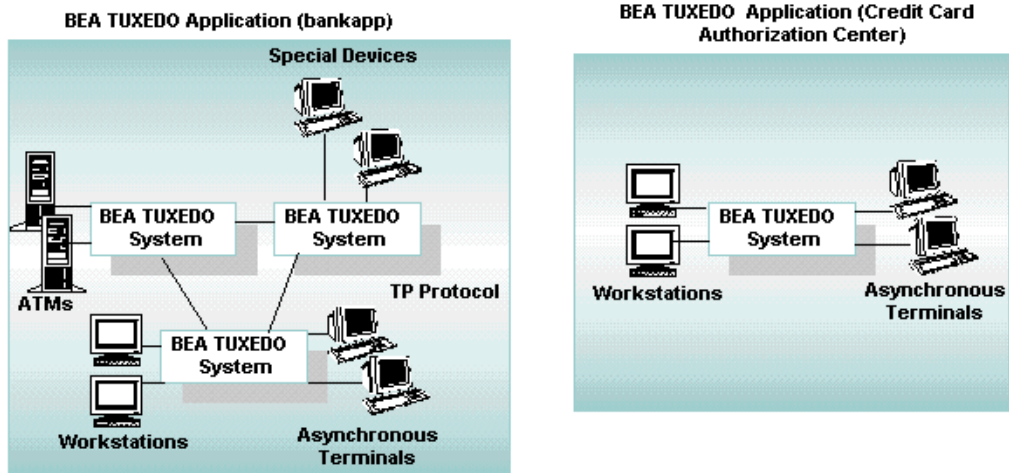 BEA TUXEDO Application (bankapp)
Special Devices
BEA TUXEDO
System
BEA TUXEDO
System
ATMs
TP Protocol
BEA TUXEDO
System
Workstations
Asynchronous
Terminals
BEA TUXEDO Application (Credit Card
Authorization Center)
BEA TUXEDO
System
Workstations
Asynchronous
Terminals